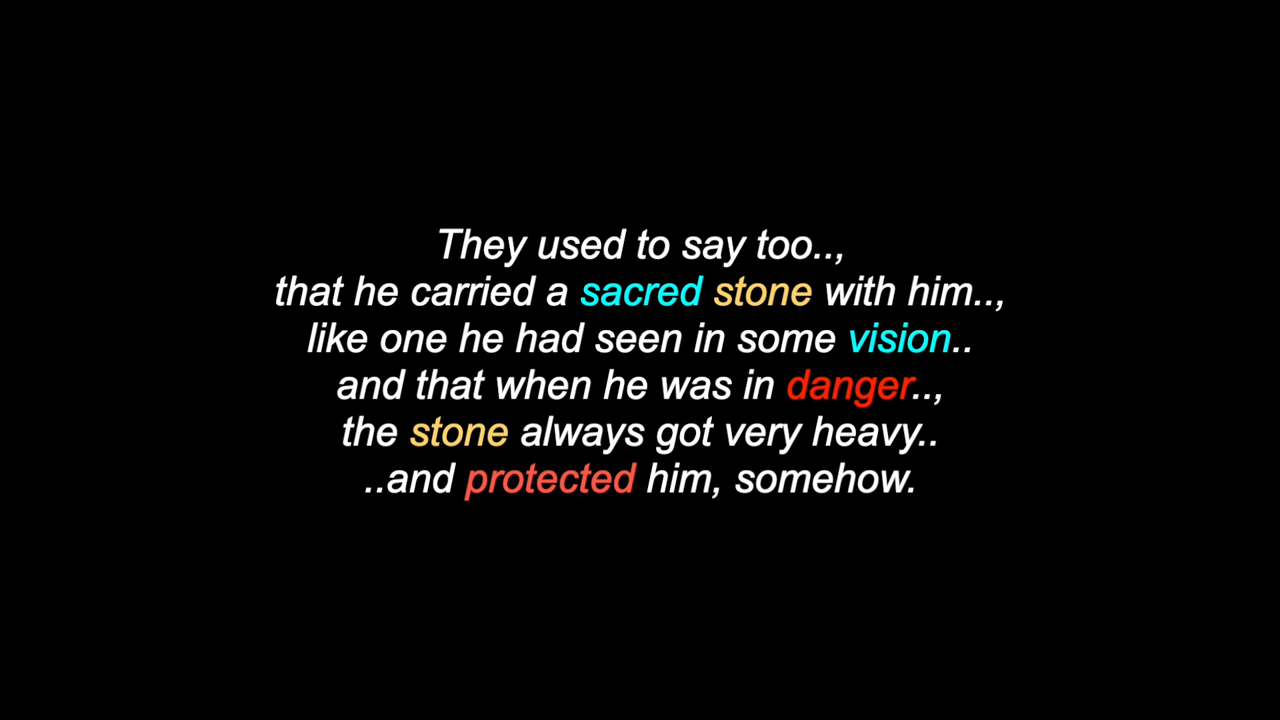 They used to say too..,
that he carried a sacred stone with him..,
like one he had seen in some vision..
and that when he was in danger..,
the stone always got very heavy..
..and protected him, somehow.